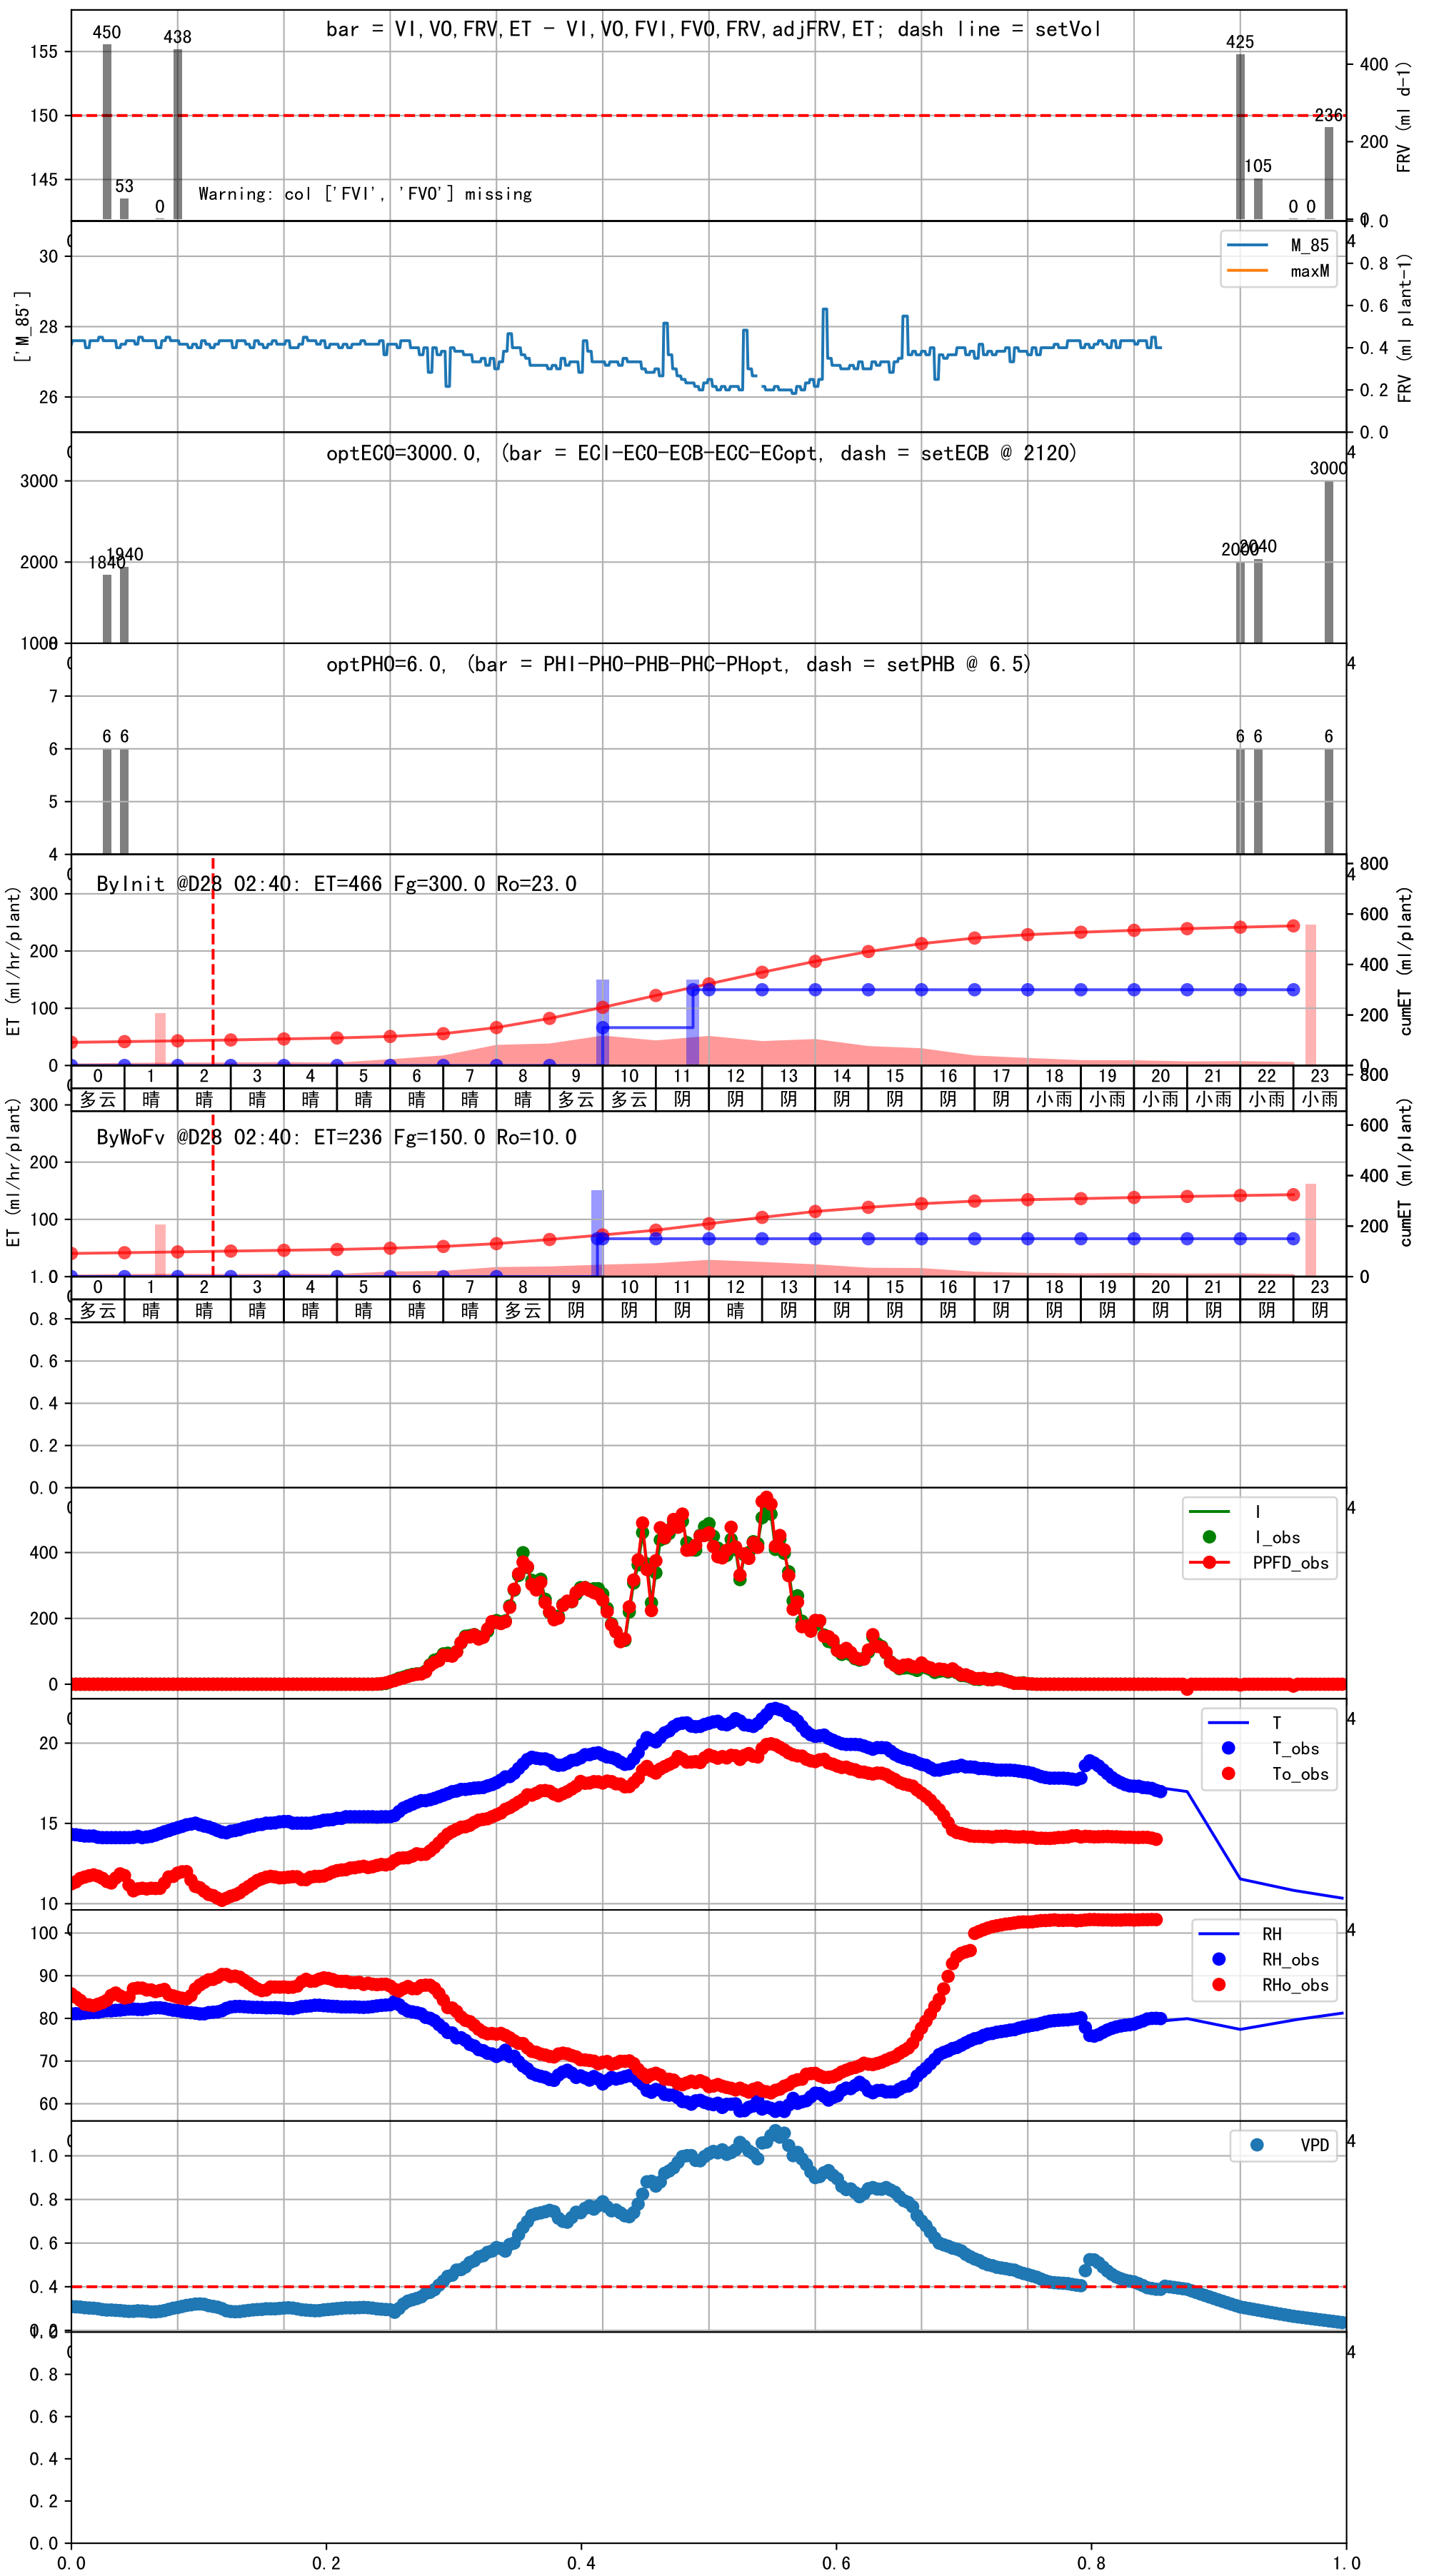 bar = VI,VO,FRV,ET - VI,VO,FVI,FVO,FRV,adjFRV,ET; dash line = setVol
450
53
0
438
425
105
0
0
236
155
150
145
400
200
FRV (ml d-1)
Warning: col ['FVI', 'FVO'] missing
M_85
maxM
30
28
26
['M_85']
0.8
0.6
0.4
0.2
0.0
FRV (ml plant-1)
optECO=3000.0, (bar = ECI-ECO-ECB-ECC-ECopt, dash = setECB @ 2120)
3000
2000
1840
1940
2000
2040
3000
optPHO=6.0, (bar = PHI-PHO-PHB-PHC-PHopt, dash = setPHB @ 6.5)
7
6
5
4
6 6
6 6
6
ByInit @D28 02:40: ET=466 Fg=300.0 Ro=23.0
ET (ml/hr/plant)
300
200
100
0
800
600
400
200
0
cumET (ml/plant)
0 1 2 3 4 5 6 7 8 9 10 11 12 13 14 15 16 17 18 19 20 21 22 23
多云 晴 晴 晴 晴 晴 晴 晴 晴 多云 多云 阴 阴 阴 阴 阴 阴 阴 小雨 小雨 小雨 小雨 小雨 小雨
ByWoFv @D28 02:40: ET=236 Fg=150.0 Ro=10.0
ET (ml/hr/plant)
300
200
100
800
600
400
200
0
cumET (ml/plant)
0 1 2 3 4 5 6 7 8 9 10 11 12 13 14 15 16 17 18 19 20 21 22 23
多云 晴 晴 晴 晴 晴 晴 晴 多云 阴 阴 阴 晴 阴 阴 阴 阴 阴 阴 阴 阴 阴 阴 阴
1.0
0.8
0.6
0.4
0.2
0.0
I
I_obs
PPFD_obs
400
200
0
T
T_obs
To_obs
20
15
10
RH
RH_obs
RHo_obs
100
90
80
70
60
VPD
1.0
0.8
0.6
0.4
0.8
0.6
0.4
0.2
0.0
0.0 0.2 0.4 0.6 0.8 1.0